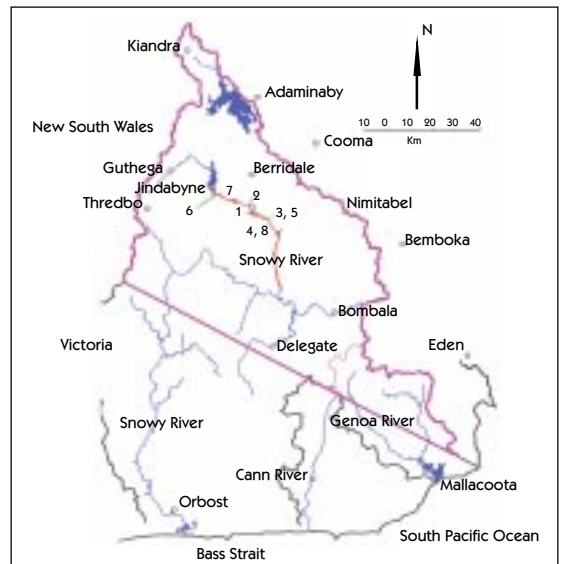 N
Kiandra
Adaminaby
New South Wales
10 0 10 20 30 40
Km
Cooma
Guthega
Berridale
Jindabyne
7
2
Thredbo
6
1
3, 5
Nimitabel
4, 8
Bemboka
Snowy River
Bombala
Victoria
Delegate
Eden
Snowy River
Genoa River
Cann River
Mallacoota
Orbost
South Pacific Ocean
Bass Strait